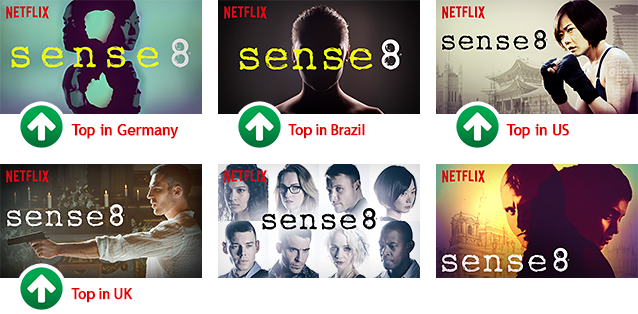 NETFLIX
sense8
NETFLIX
sense8
NETFLIX
sense8
Top in Germany
Top in Brazil
Top in US
NETFLIX
sense8
NETFLIX
sense8
NETFLIX
sense8
Top in UK